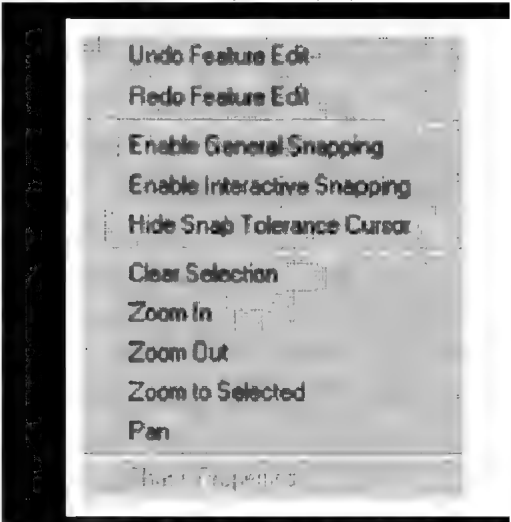 Undo Feature Edit
Redo Feature Edit
Enable General Snapping
Enable Interactive Snapping
Hide Snap Tolerance Cursor
Clear Selection
Zoom In
Zoom Out
Zoom to Selected
Pan